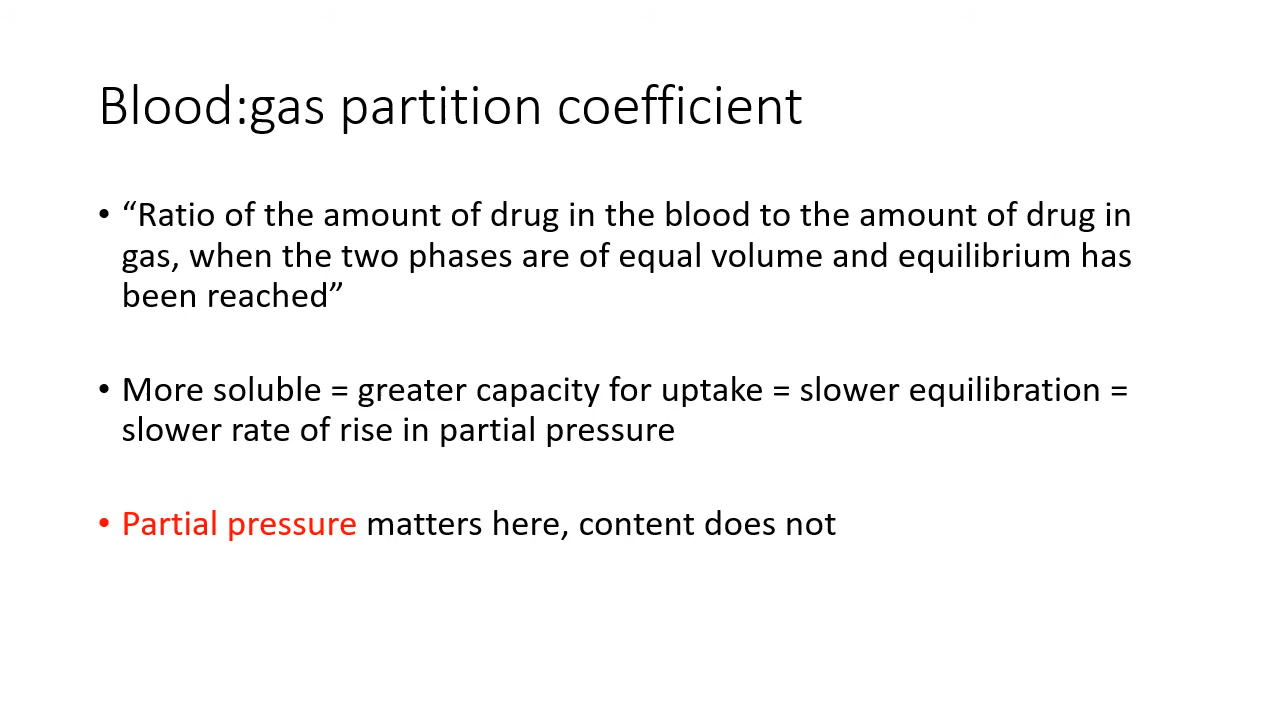 Blood:gas partition coefficient
• “Ratio of the amount of drug in the blood to the amount of drug in
gas, when the two phases are of equal volume and equilibrium has
been reached”
• More soluble = greater capacity for uptake = slower equilibration =
slower rate of rise in partial pressure
• Partial pressure matters here, content does not